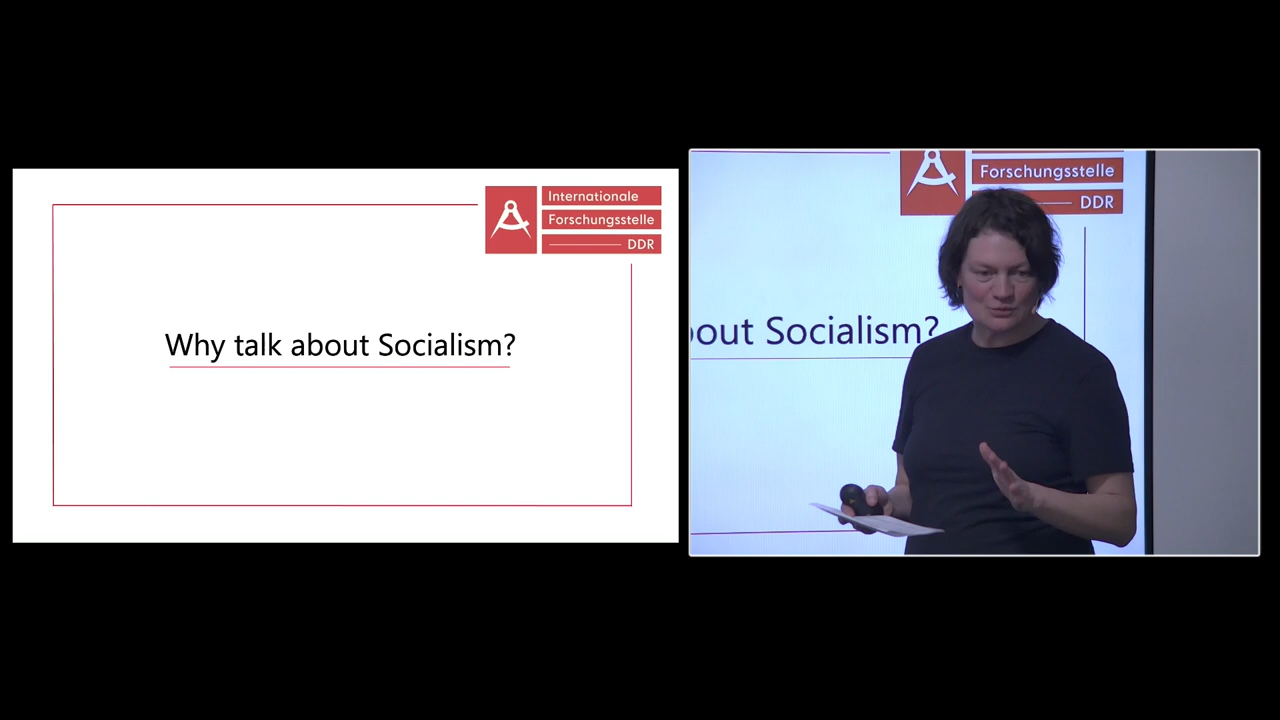 Internationale
Forschungsstelle
DDR
Why talk about Socialism?
Forschungsstelle
DDR
out Socialism?